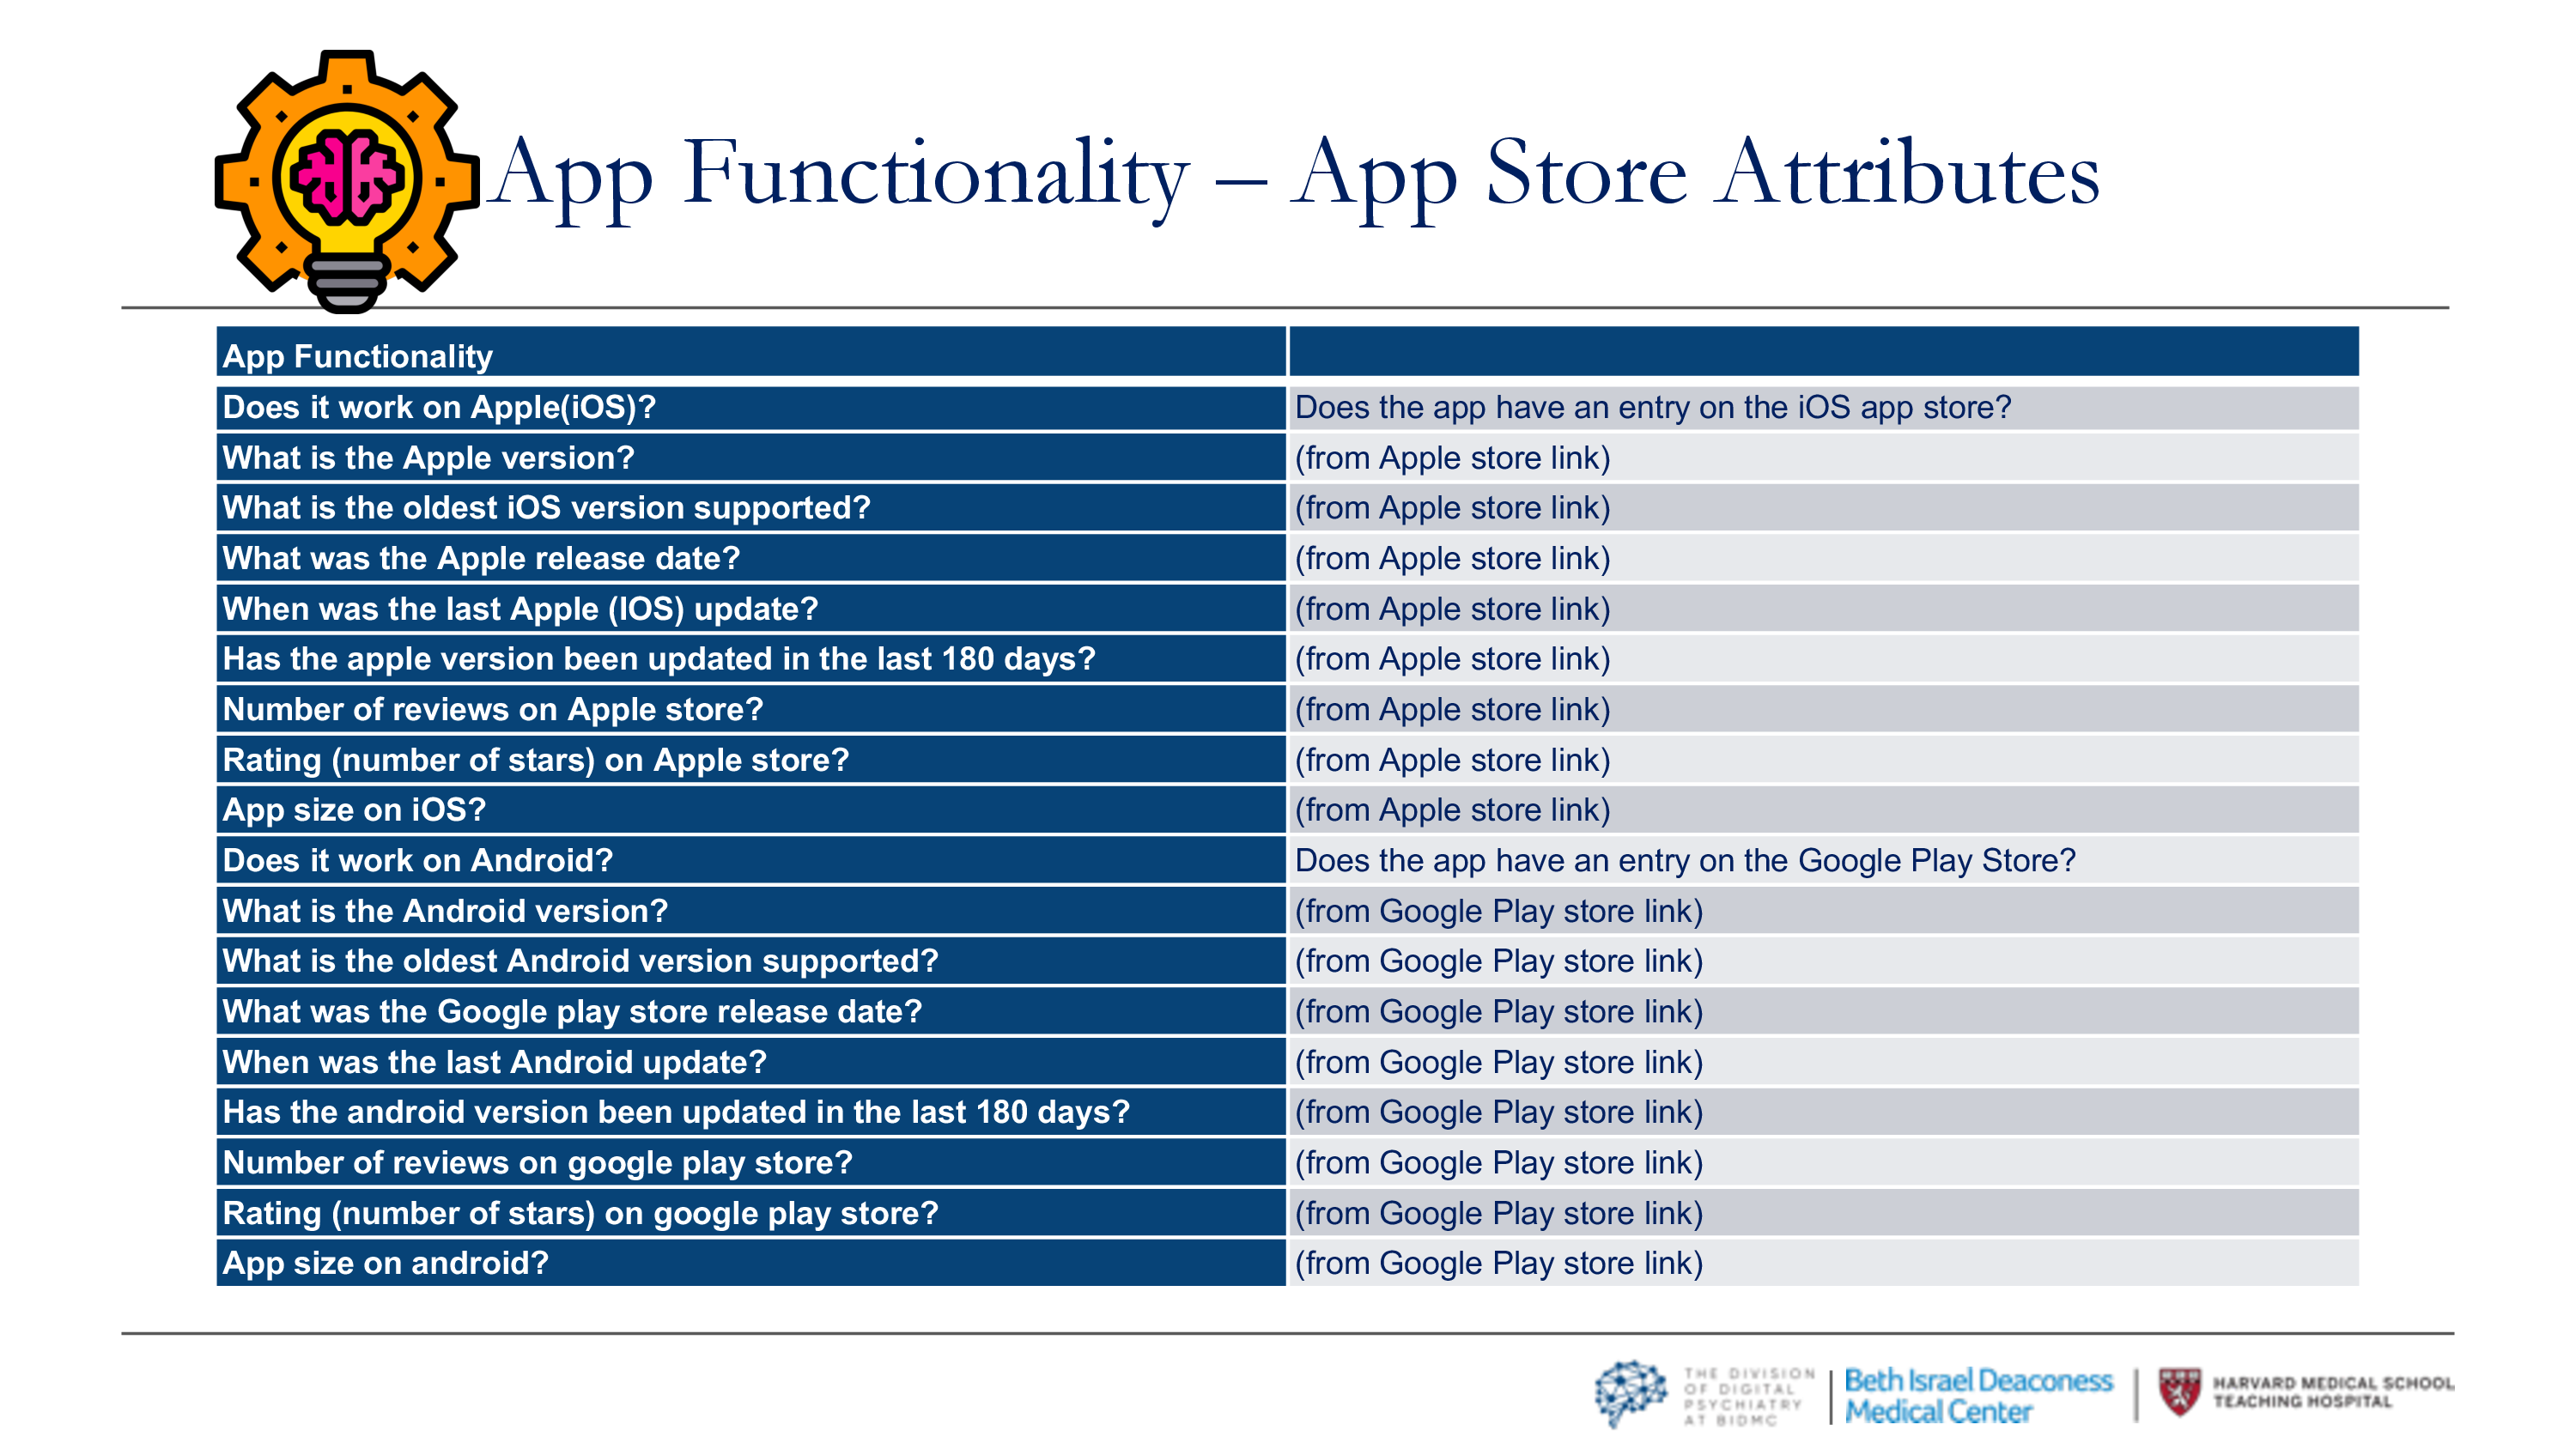 App Functionality – App Store Attributes
App Functionality
Does it work on Apple(iOS)? Does the app have an entry on the iOS app store?
What is the Apple version? (from Apple store link)
What is the oldest iOS version supported? (from Apple store link)
What was the Apple release date? (from Apple store link)
When was the last Apple (IOS) update? (from Apple store link)
Has the apple version been updated in the last 180 days? (from Apple store link)
Number of reviews on Apple store? (from Apple store link)
Rating (number of stars) on Apple store? (from Apple store link)
App size on iOS? (from Apple store link)
Does it work on Android? Does the app have an entry on the Google Play Store?
What is the Android version? (from Google Play store link)
What is the oldest Android version supported? (from Google Play store link)
What was the Google play store release date? (from Google Play store link)
When was the last Android update? (from Google Play store link)
Has the android version been updated in the last 180 days? (from Google Play store link)
Number of reviews on google play store? (from Google Play store link)
Rating (number of stars) on google play store? (from Google Play store link)
App size on android? (from Google Play store link)
THE DIVISION
OF DIGITAL
PSYCHIATRY
AT BIDMC
Beth Israel Deaconess
Medical Center
HARVARD MEDICAL SCHOOL
TEACHING HOSPITAL